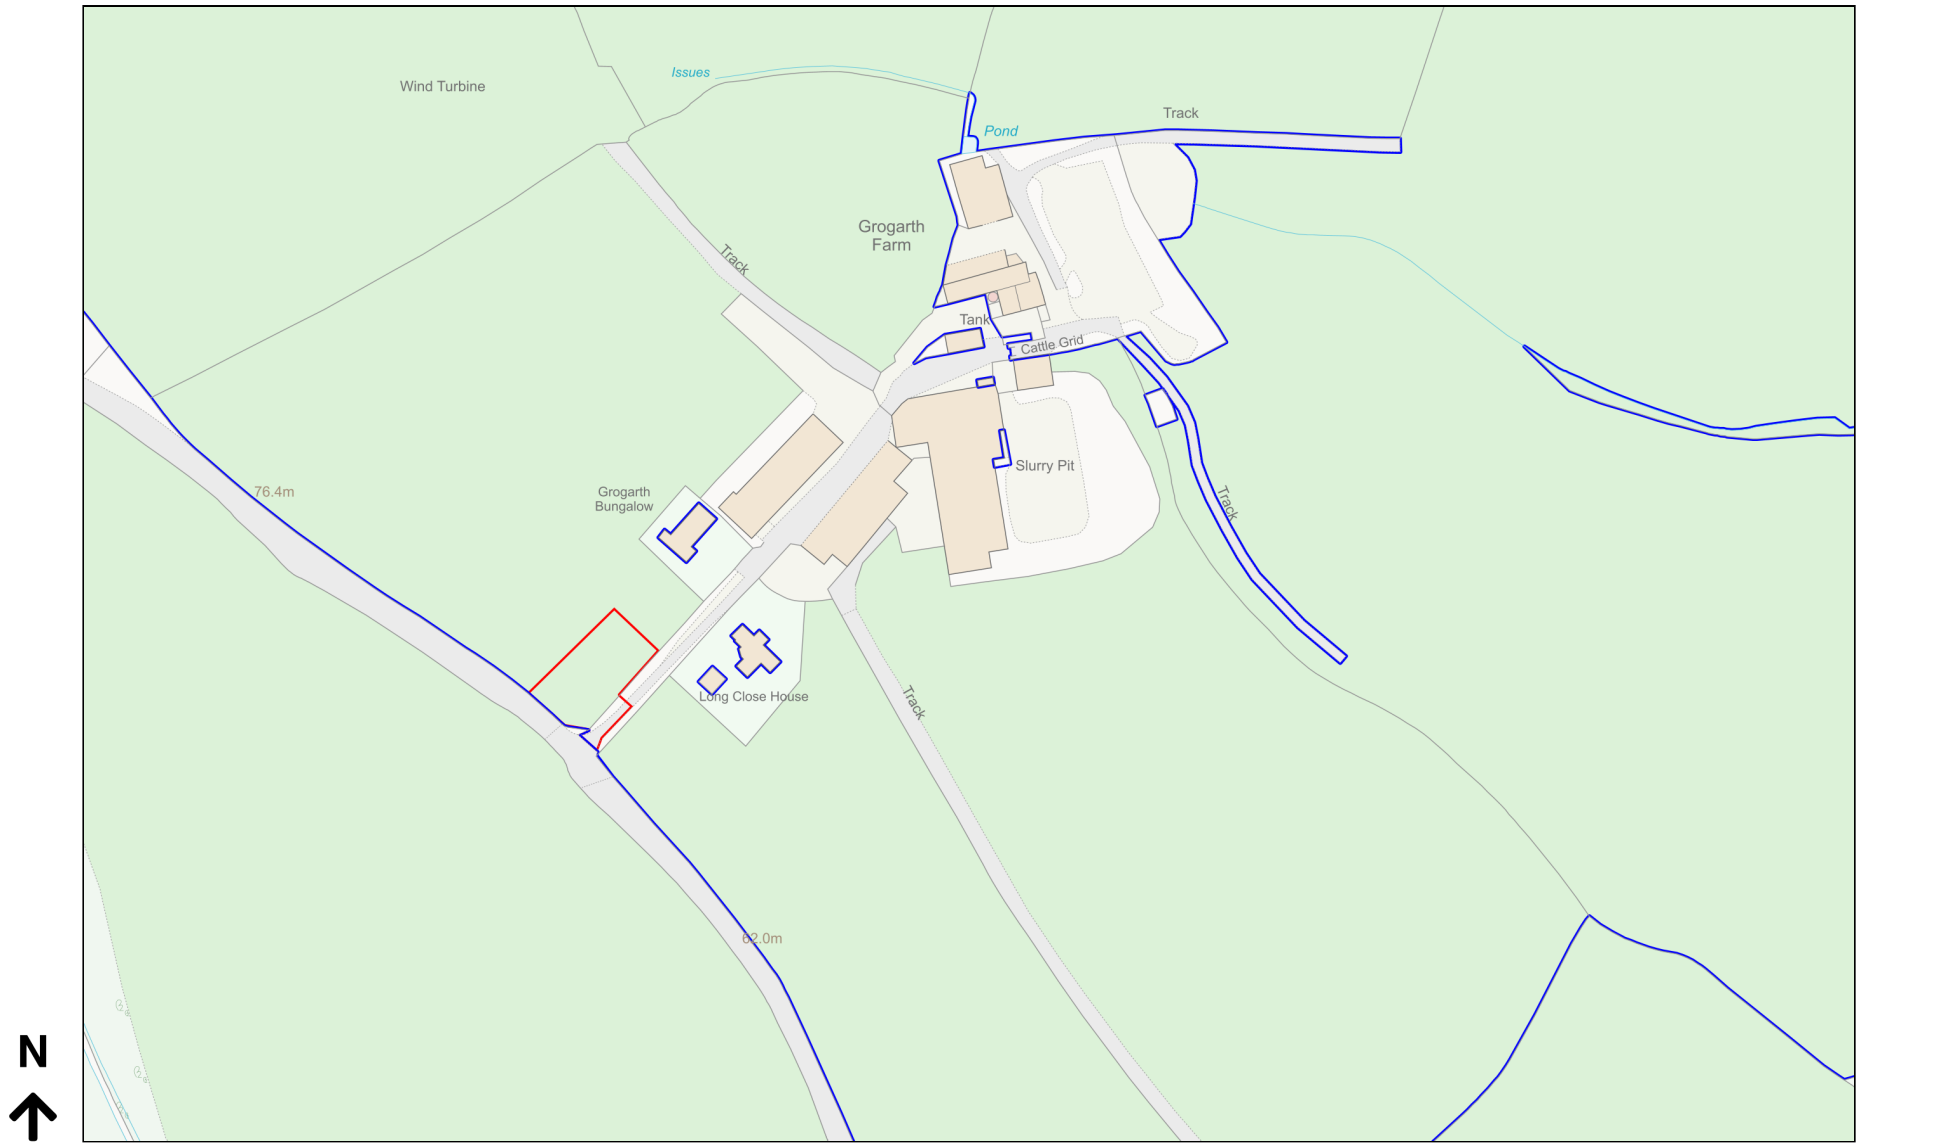 Issues
Wind Turbine
Track
Pond
Grogarth
Farm
Track
Tank
Cattle Grid
Slurry Pit
76.4m
Grogarth
Bungalow
Track
Long Close House
Track
62.0m
N